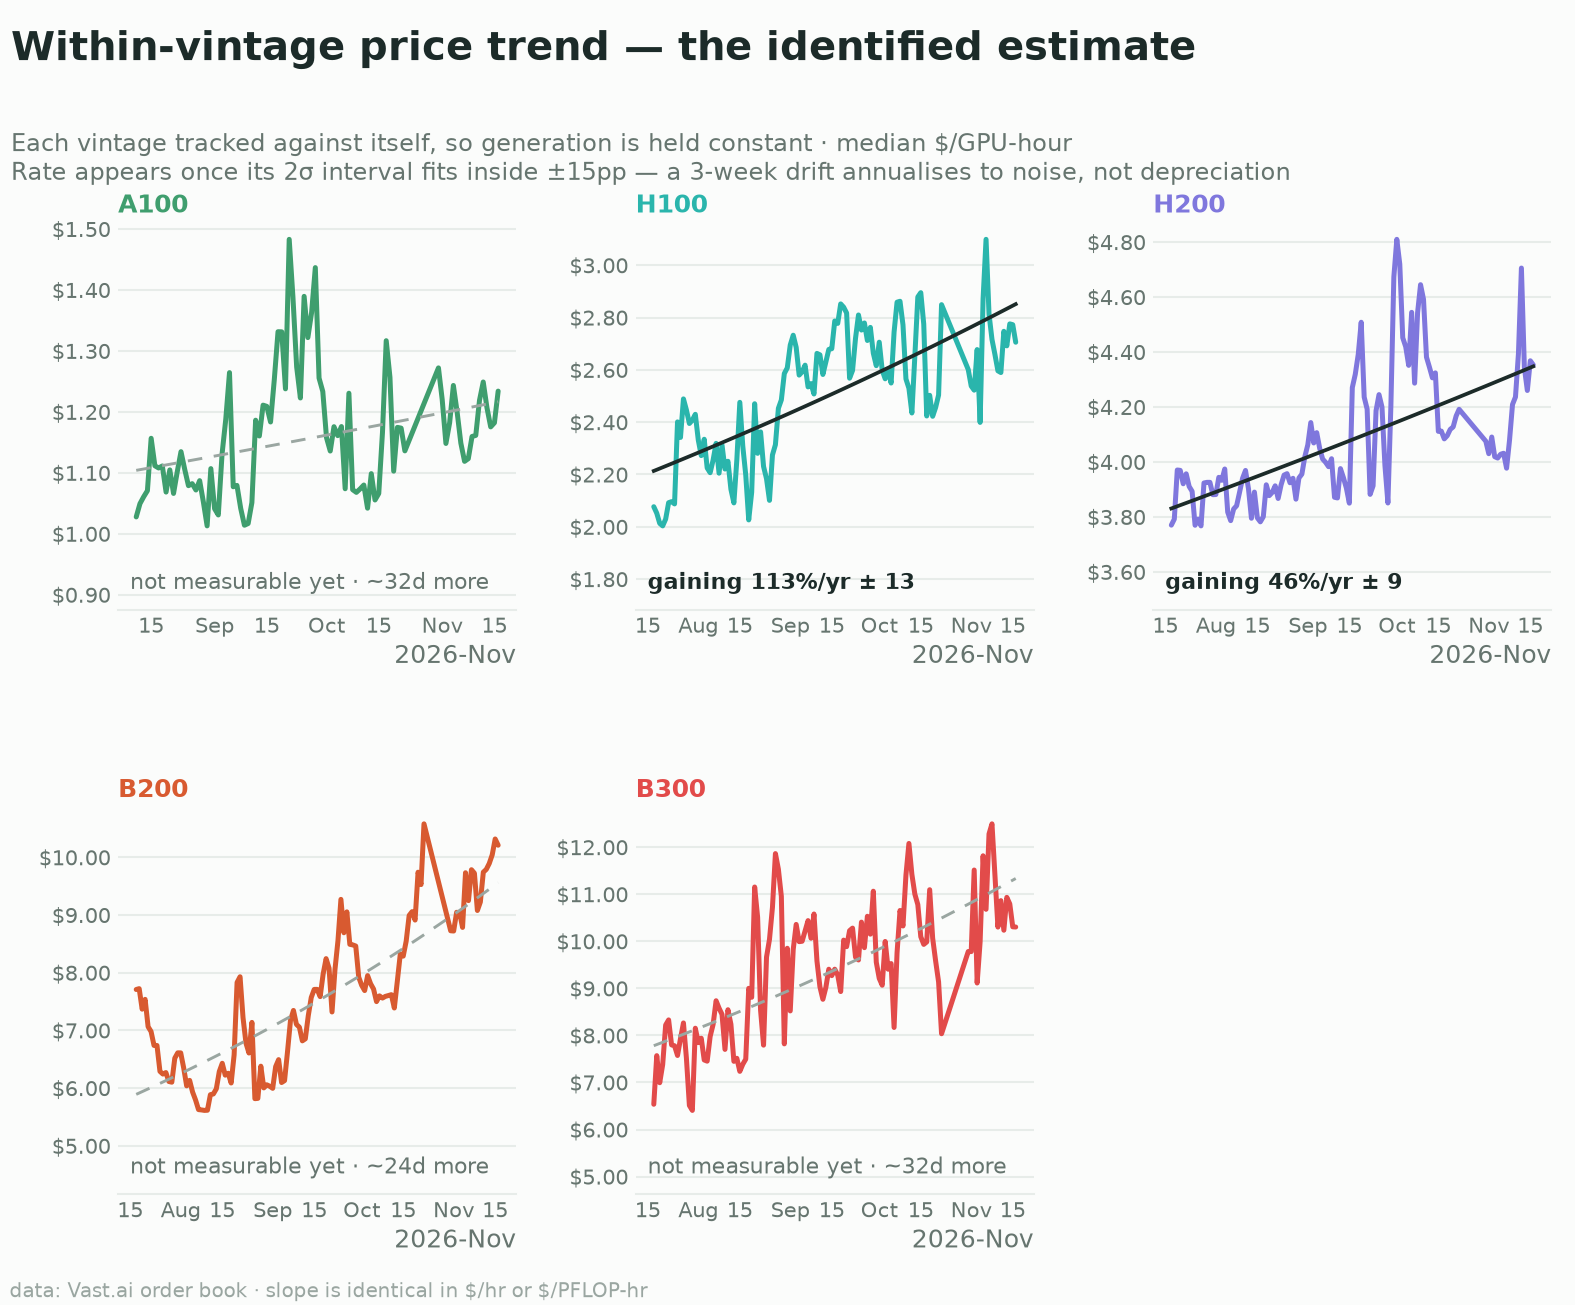 Within-vintage price trend — the identified estimate
Each vintage tracked against itself, so generation is held constant · median $/GPU-hour
Rate appears once its 2σ interval fits inside ±15pp — a 3-week drift annualises to noise, not depreciation
A100
$1.50
$1.40
$1.30
$1.20
$1.10
$1.00
$0.90
not measurable yet · ~32d more
15 Sep 15 Oct 15 Nov 15
2026-Nov
H100
$3.00
$2.80
$2.60
$2.40
$2.20
$2.00
$1.80
gaining 113%/yr ± 13
15 Aug 15 Sep 15 Oct 15 Nov 15
2026-Nov
H200
$4.80
$4.60
$4.40
$4.20
$4.00
$3.80
$3.60
gaining 46%/yr ± 9
15 Aug 15 Sep 15 Oct 15 Nov 15
2026-Nov
B200
$10.00
$9.00
$8.00
$7.00
$6.00
$5.00
not measurable yet · ~24d more
15 Aug 15 Sep 15 Oct 15 Nov 15
2026-Nov
B300
$12.00
$11.00
$10.00
$9.00
$8.00
$7.00
$6.00
$5.00
not measurable yet · ~32d more
15 Aug 15 Sep 15 Oct 15 Nov 15
2026-Nov
data: Vast.ai order book · slope is identical in $/hr or $/PFLOP-hr